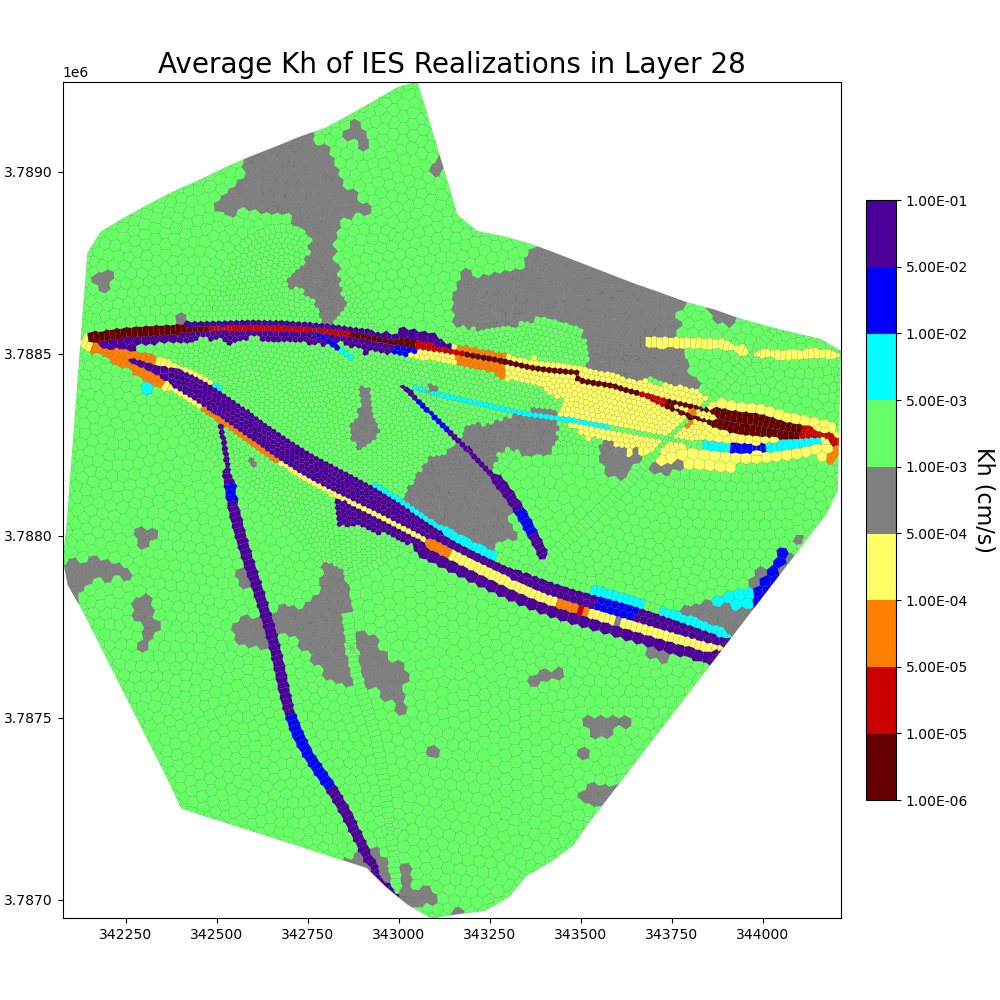 Average Kh of IES Realizations in Layer 28
1e6
3.7890
3.7885
3.7880
3.7875
3.7870
342250 342500 342750 343000 343250 343500 343750 344000
1.00E-01
5.00E-02
1.00E-02
5.00E-03
1.00E-03
5.00E-04
1.00E-04
5.00E-05
1.00E-05
1.00E-06
Kh (cm/s)